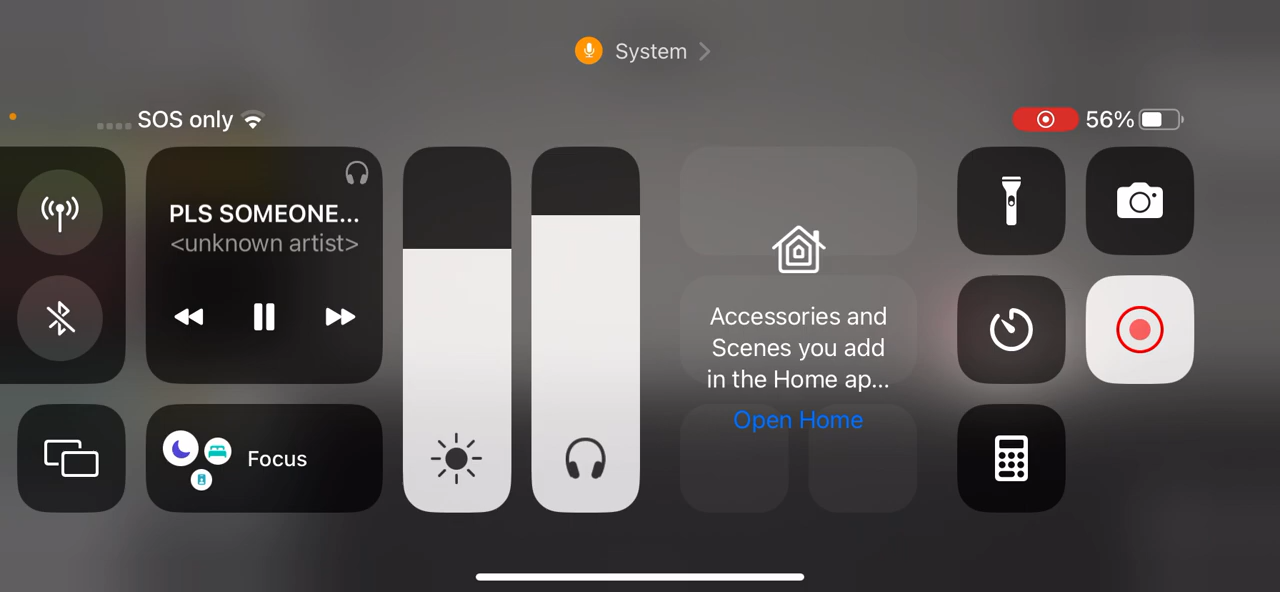 System
SOS only
56%
PLS SOMEONE...
<unknown artist>
Accessories and
Scenes you add
in the Home ap...
Open Home
Focus